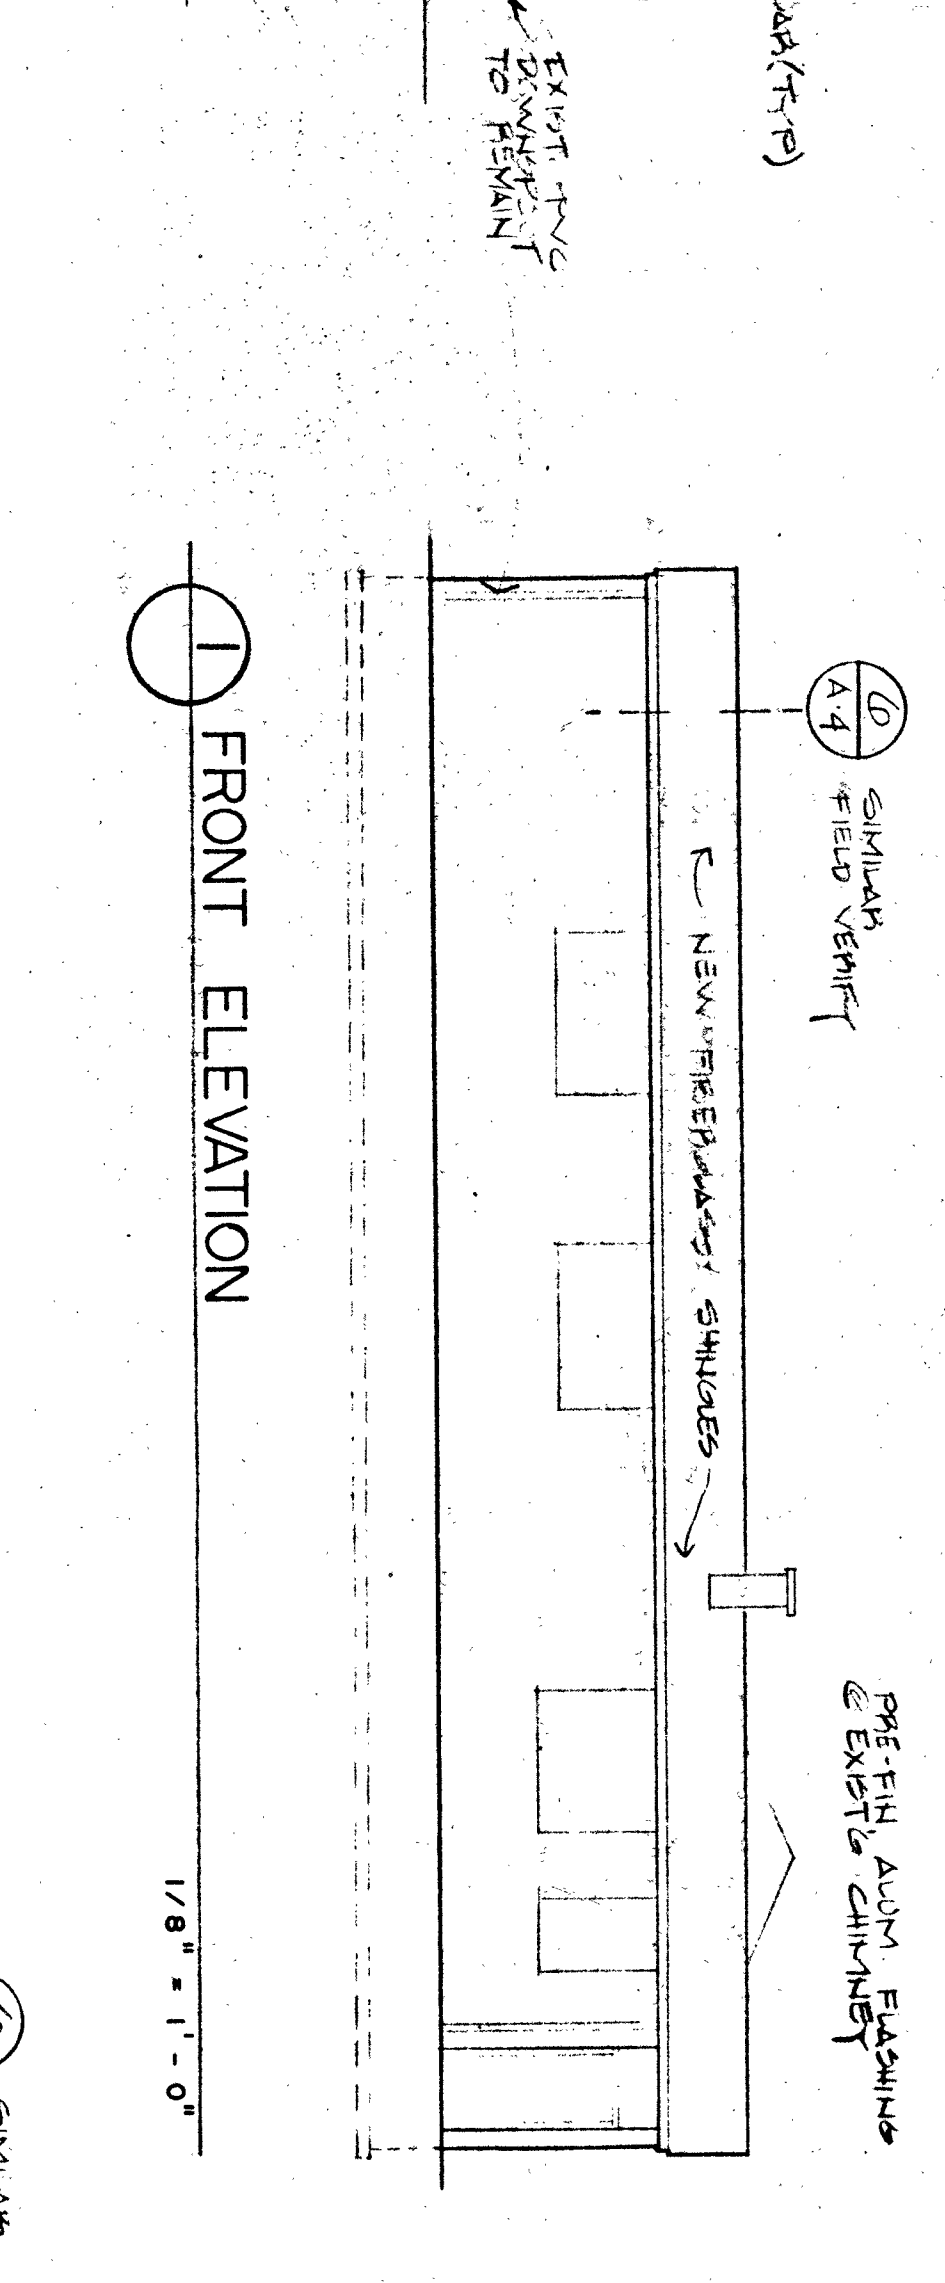 EXIST. PVC
DOWNSPOUT
TO REMAIN
(TYP)
6
A·4
SIMILAR
FIELD VERIFY
NEW FIBERGLASS SHINGLES
PRE-FIN ALUM. FLASHING
@ EXIST'G CHIMNEY
1
FRONT ELEVATION
1/8" = 1'-0"
SIMILAR